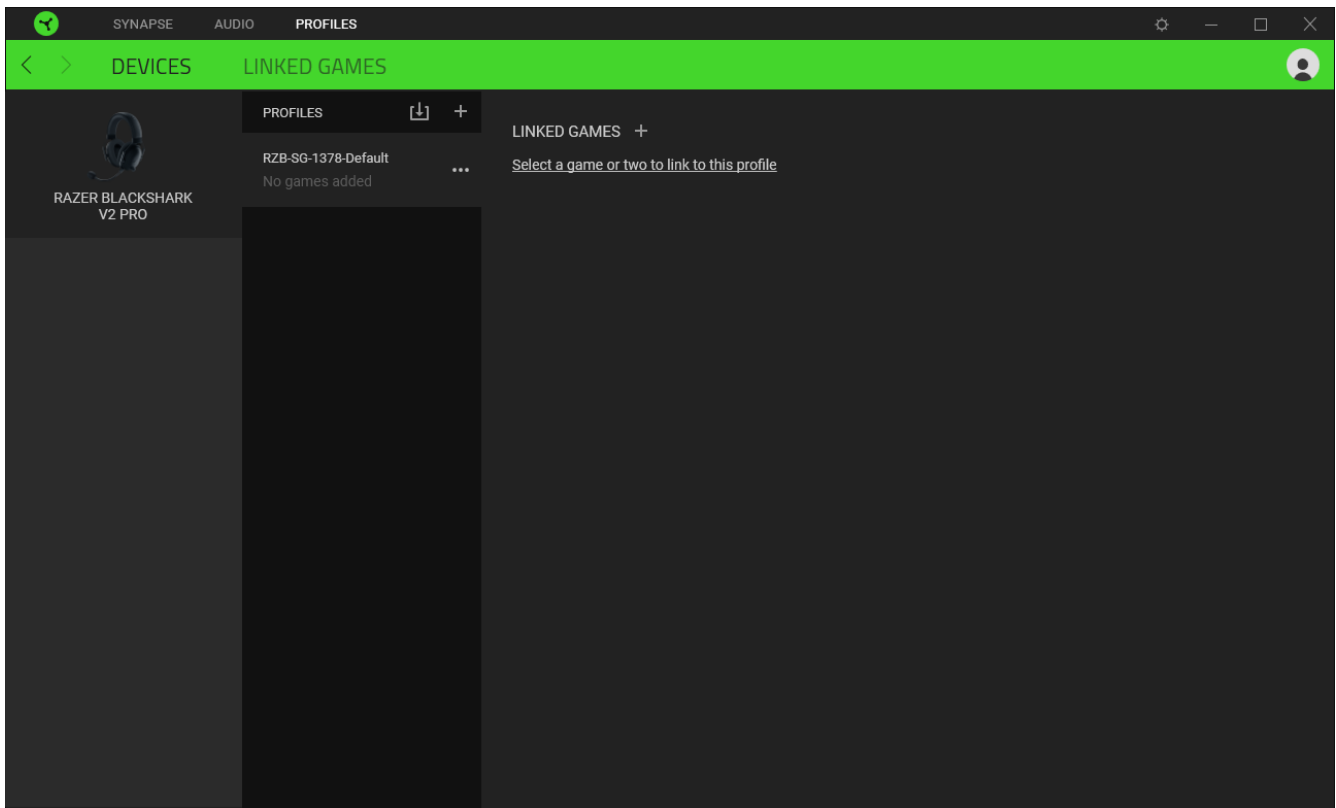 SYNAPSE AUDIO PROFILES
DEVICES LINKED GAMES
RAZER BLACKSHARK
V2 PRO
PROFILES
RZB-SG-1378-Default
No games added
LINKED GAMES
Select a game or two to link to this profile